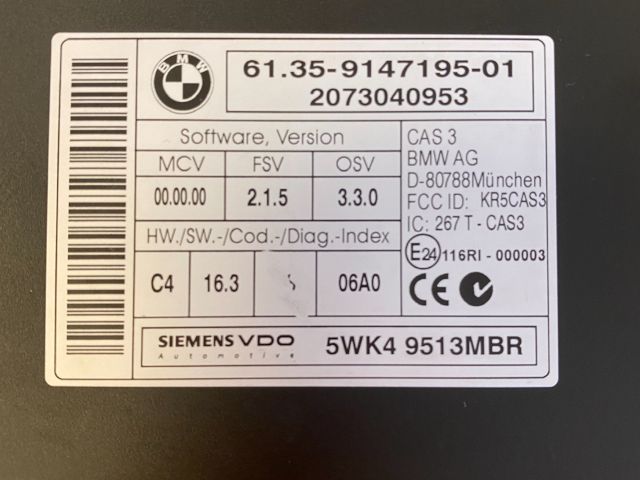 BMW
61.35-9147195-01
2073040953
Software, Version
MCV FSV OSV
00.00.00 2.1.5 3.3.0
HW./SW.-/Cod.-/Diag.-Index
C4 16.3 06A0
CAS 3
BMW AG
D-80788München
FCC ID: KR5CAS3
IC: 267 T - CAS3
E24 116RI - 000003
CE
SIEMENS VDO
Automotive
5WK4 9513MBR